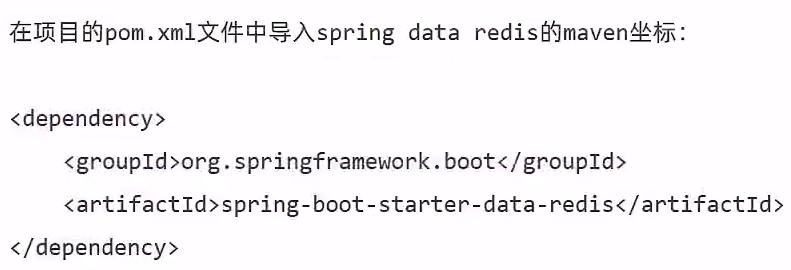 在项目的pom.xml文件中导入spring data redis的maven坐标:
<dependency>
    <groupId>org.springframework.boot</groupId>
    <artifactId>spring-boot-starter-data-redis</artifactId>
</dependency>